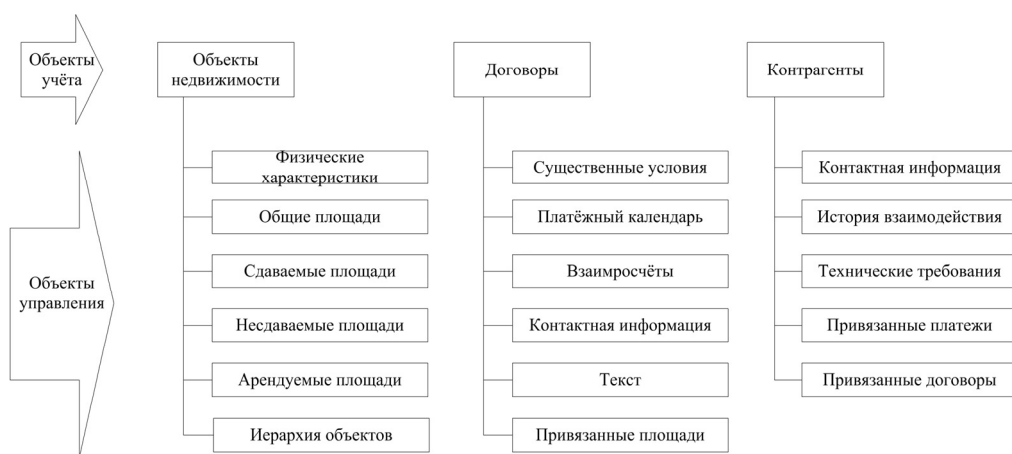 Объекты
учёта
Объекты
недвижимости
Договоры
Контрагенты
Объекты
управления
Физические
характеристики
Общие площади
Сдаваемые площади
Несдаваемые площади
Арендуемые площади
Иерархия объектов
Существенные условия
Платёжный календарь
Взаимросчёты
Контактная информация
Текст
Привязанные площади
Контактная информация
История взаимодействия
Технические требования
Привязанные платежи
Привязанные договоры